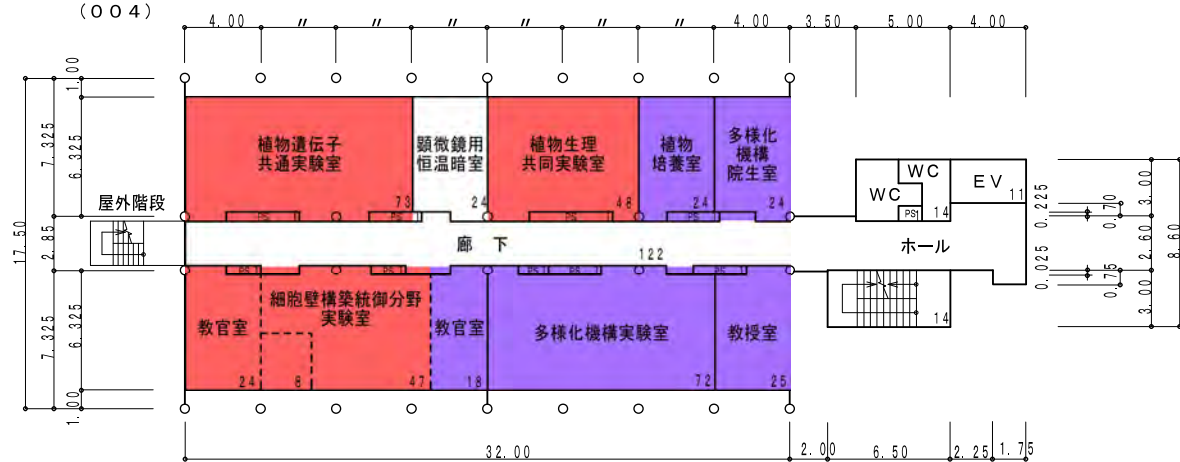 (004)
4.00 〃 〃 〃 〃 〃 〃 4.00 3.50 5.00 4.00
1.00
7.325
6.325
17.50
2.85
7.325
6.325
1.00
植物遺伝子
共通実験室
73
顕微鏡用
恒温暗室
24
植物生理
共同実験室
48
植物
培養室
24
多様化
機構
院生室
24
PS PS PS PS
屋外階段
廊 下
122
WC
WC
PS
14
EV
11
ホール
14
PS PS PS PS PS
教官室
24
細胞壁構築統御分野
実験室
8
47
教官室
18
多様化機構実験室
72
教授室
25
0.225
0.70
3.00
2.60
8.60
0.025
0.75
3.00
32.00 2.00 6.50 2.25 1.75